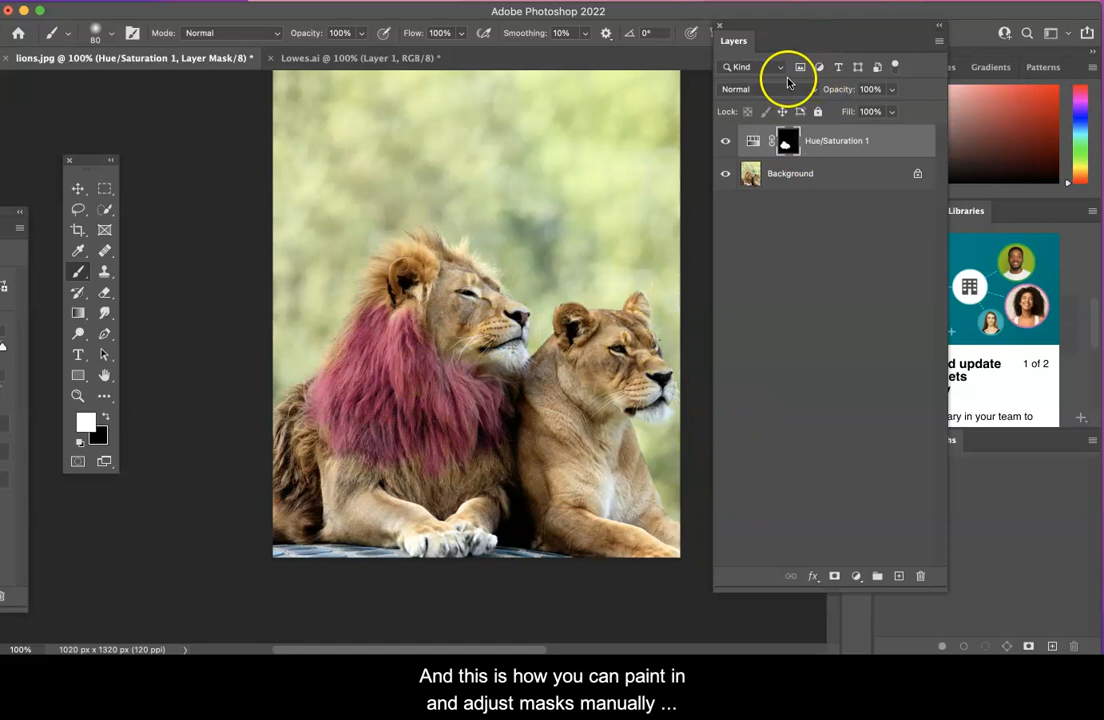 Adobe Photoshop 2022
80
Mode:
Normal
Opacity: 100%
Flow: 100%
Smoothing: 10%
0°
lions.jpg @ 100% (Hue/Saturation 1, Layer Mask/8) *
Lowes.ai @ 100% (Layer 1, RGB/8) *
Layers
Kind
Gradients
Patterns
Normal
Opacity: 100%
Lock:
Fill: 100%
Hue/Saturation 1
Background
Libraries
d update
ets
y
1 of 2
ary in your team to
ns
fx
100%
1020 px x 1320 px (120 ppi)
And this is how you can paint in
and adjust masks manually ...